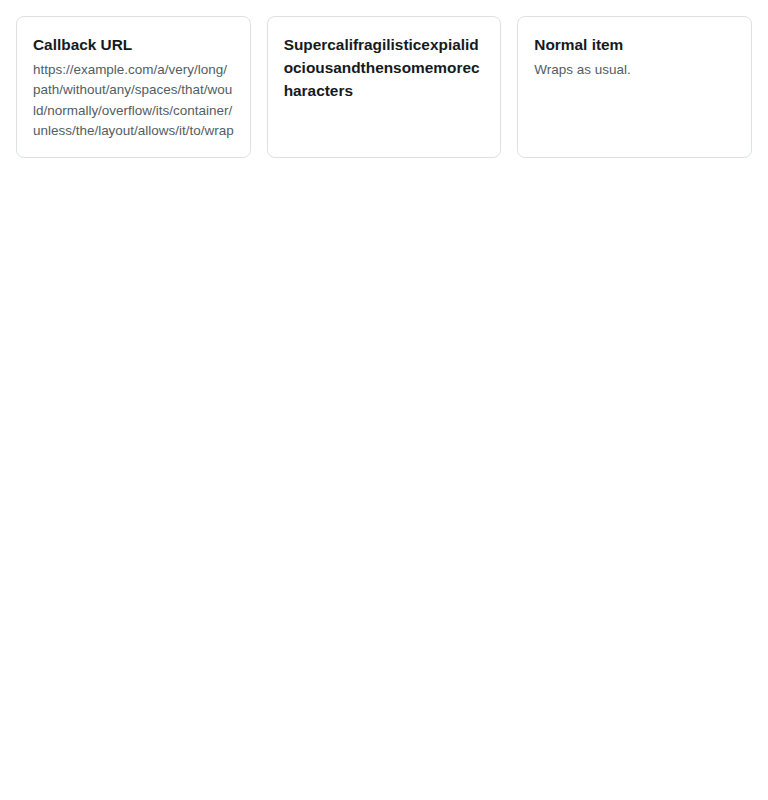 Callback URL
https://example.com/a/very/long/
path/without/any/spaces/that/wou
ld/normally/overflow/its/container/
unless/the/layout/allows/it/to/wrap
Supercalifragilisticexpialid
ociousandthensomemorec
haracters
Normal item
Wraps as usual.